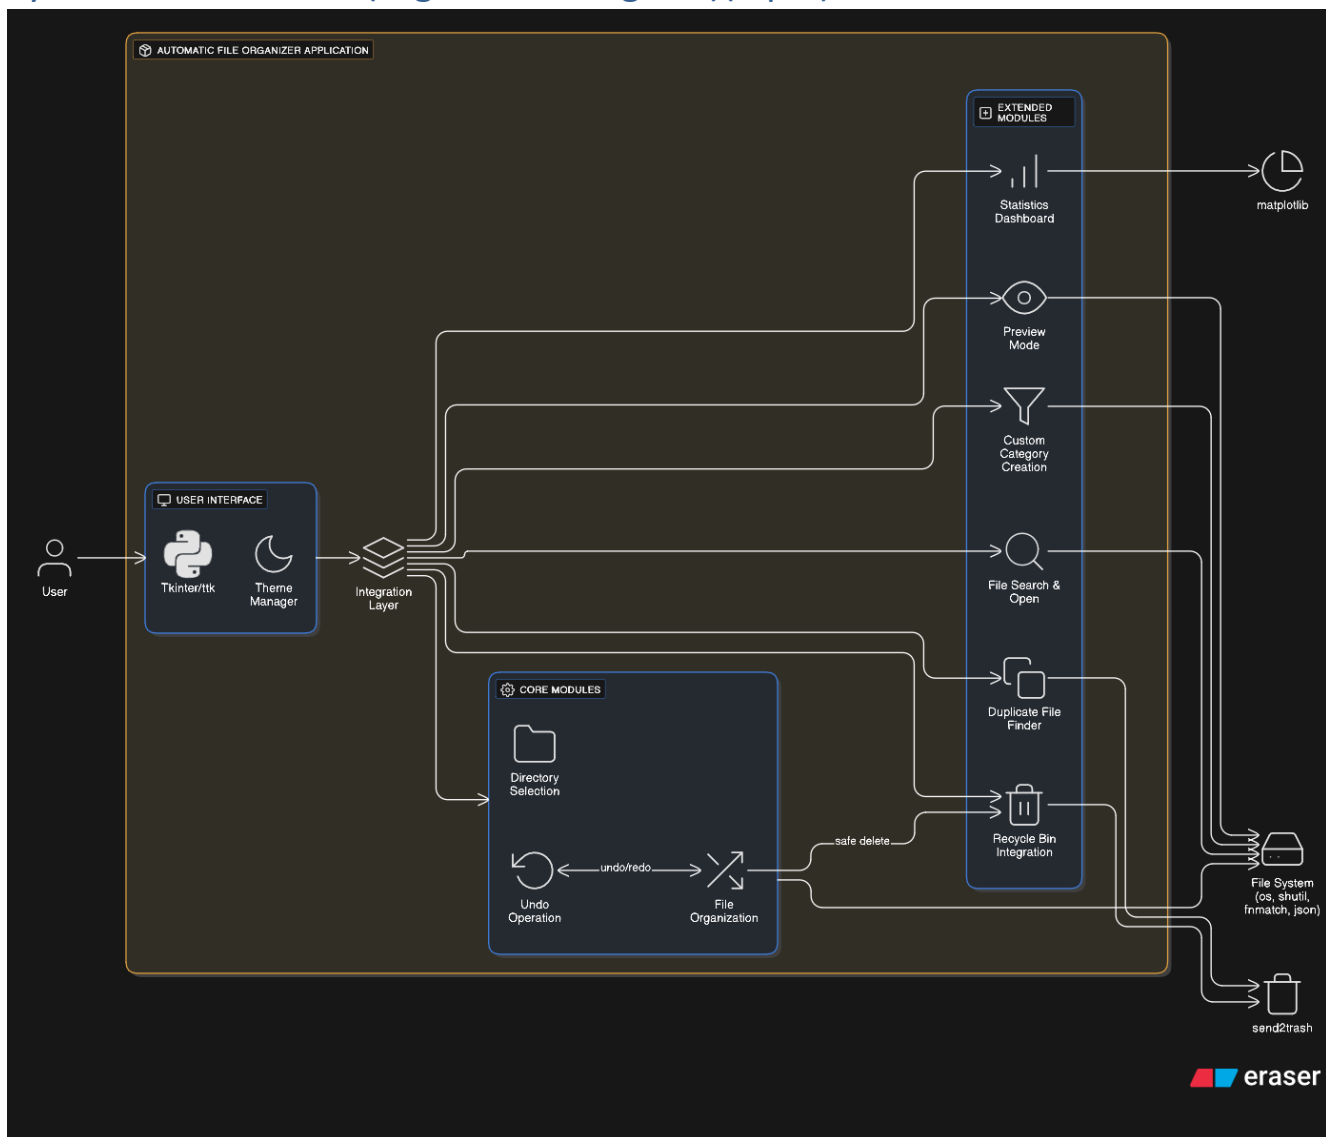 AUTOMATIC FILE ORGANIZER APPLICATION
EXTENDED
MODULES
Statistics
Dashboard
matplotlib
Preview
Mode
Custom
Category
Creation
USER INTERFACE
Tkinter/ttk
Theme
Manager
User
Integration
Layer
File Search &
Open
CORE MODULES
Directory
Selection
Duplicate File
Finder
safe delete
Recycle Bin
Integration
undo/redo
Undo
Operation
File
Organization
File System
(os, shutil,
fnmatch, json)
send2trash
eraser